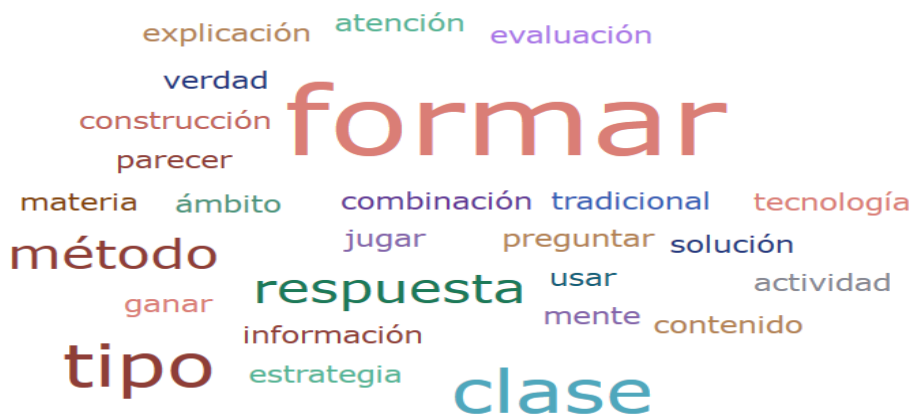 explicación atención evaluación
verdad
formar
construcción
parecer
materia ámbito combinación tradicional tecnología
método jugar preguntar solución
respuesta usar actividad
ganar mente contenido
información
tipo estrategia clase